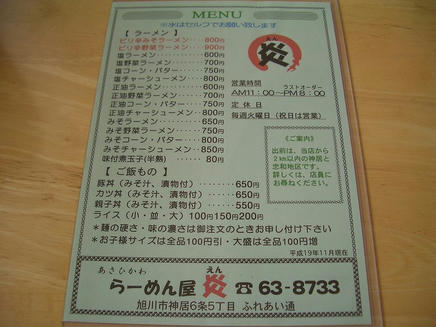 MENU
※氷はセルフでお願い致します
【 ラーメン 】
ピリ辛みそラーメン・・・800円
ピリ辛野菜ラーメン・・・900円
塩ラーメン・・・・・・・・600円
塩野菜ラーメン・・・・・700円
塩コーン・バター・・・・750円
塩チャーシューメン・・・800円
正油ラーメン・・・・・・・600円
正油野菜ラーメン・・・・700円
正油コーン・バター・・・750円
正油チャーシューメン・・800円
みそラーメン・・・・・・・650円
みそ野菜ラーメン・・・・750円
みそコーン・バター・・・800円
みそチャーシューメン・・850円
味付煮玉子(半熟)・・・・80円
【 ご飯もの 】
豚丼(みそ汁、漬物付)・・・・・650円
カツ丼(みそ汁、漬物付)・・・・650円
親子丼(みそ汁、漬物付)・・・・550円
ライス(小・並・大)100円150円200円
*麺の硬さ・味の濃さは御注文のときお申し付け下さい
*お子様サイズは全品100円引・大盛は全品100円増
平成19年11月現在
えん
炎
営業時間
ラストオーダー
AM11:00~PM8:00
定 休 日
毎週火曜日(祝日は営業)
《ご案内》
出前は、当店から
2km以内の神居と
忠和地区です。
詳しくは、店員に
お尋ねください。
あさひかわ
えん
らーめん屋 炎 ☎ 63-8733
旭川市神居6条5丁目 ふれあい通